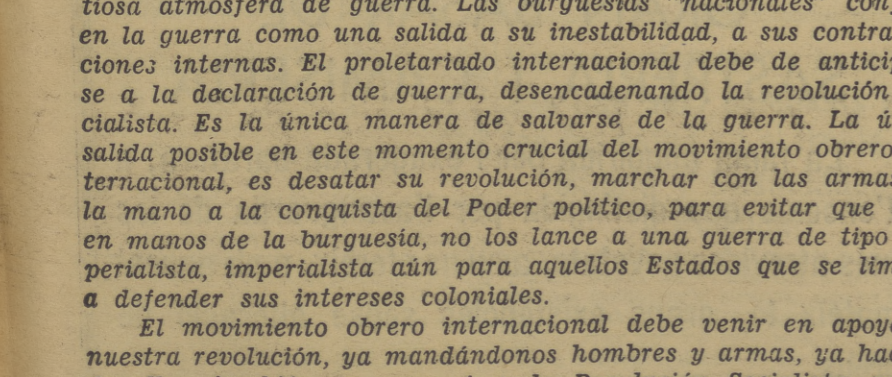 tiosa atmósfera de guerra. Las burguesías "nacionales"
en la guerra como una salida a su inestabilidad, a sus contra
ciones internas. El proletariado internacional debe de antici
se a la declaración de guerra, desencadenando la revolución
cialista. Es la única manera de salvarse de la guerra. La ú
salida posible en este momento crucial del movimiento obrero
ternacional, es desatar su revolución, marchar con las arma
la mano a la conquista del Poder político, para evitar que
en manos de la burguesia, no los lance a una guerra de tipo
perialista, imperialista aún para aquellos Estados que se lim
a defender sus intereses coloniales.
El movimiento obrero internacional debe venir en apoy
nuestra revolución, ya mandándonos hombres y armas, ya ha